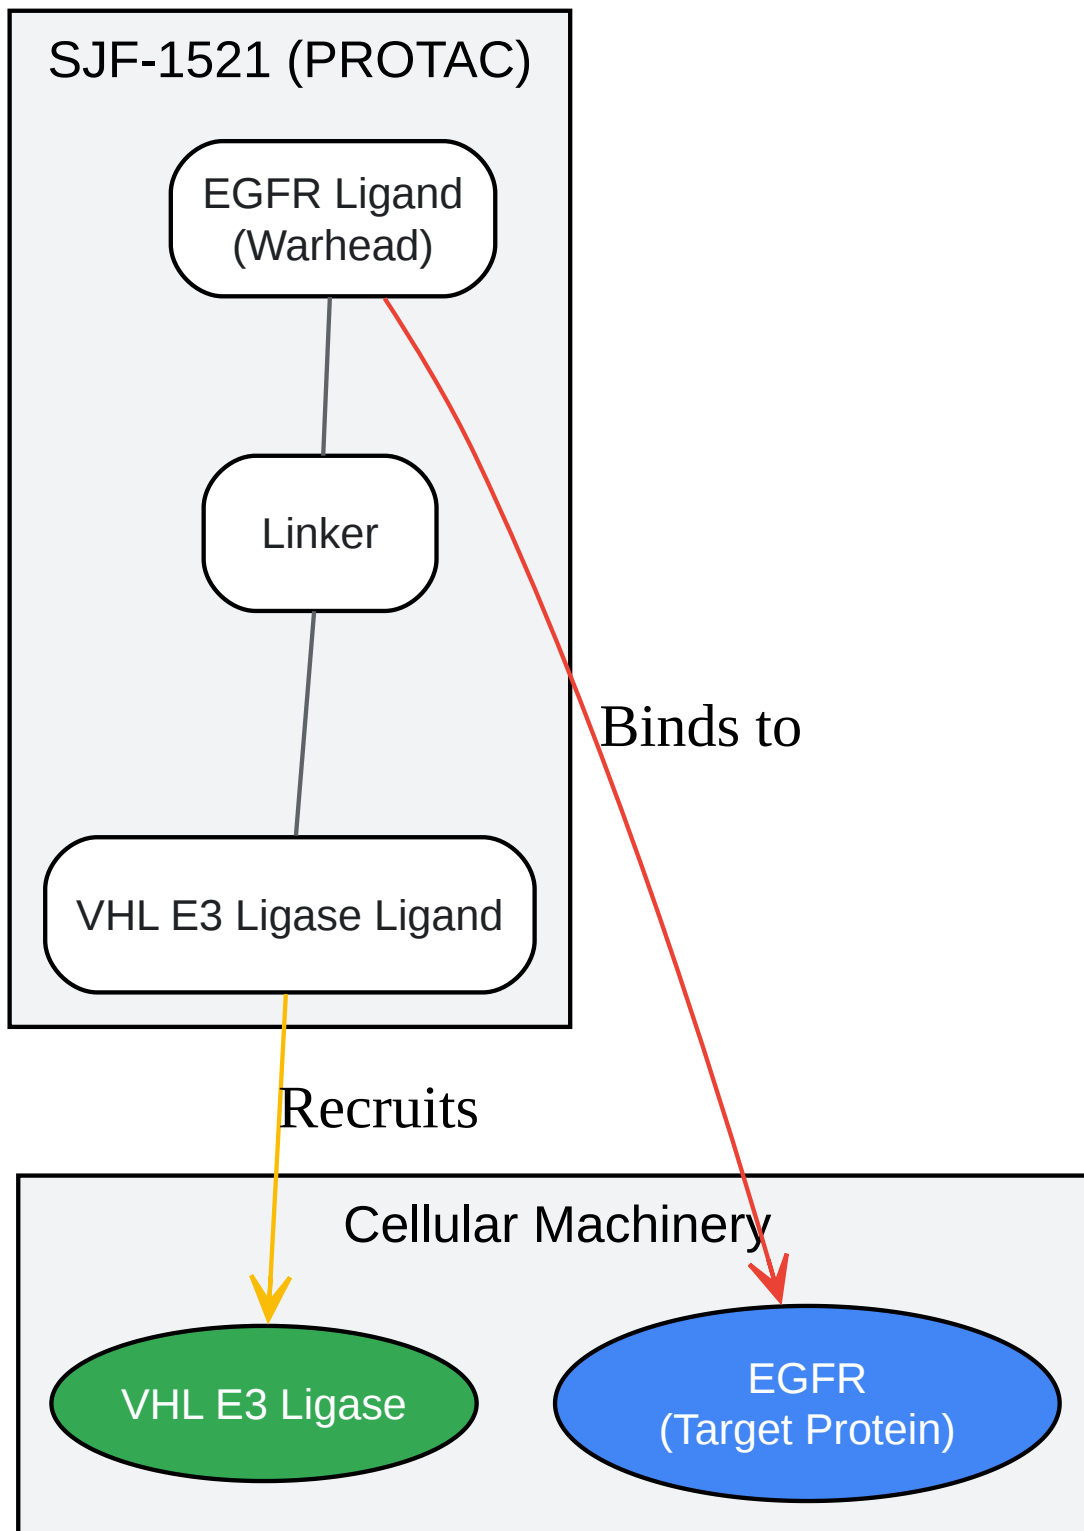 SJF-1521 (PROTAC)
EGFR Ligand
(Warhead)
Linker
Binds to
VHL E3 Ligase Ligand
Recruits
Cellular Machinery
VHL E3 Ligase
EGFR
(Target Protein)